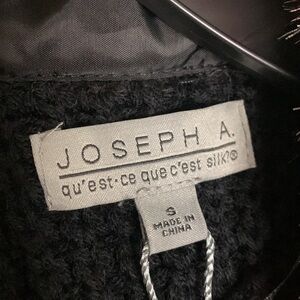 JOSEPH A.
qu'est-ce que c'est silk?®
S
MADE IN
CHINA